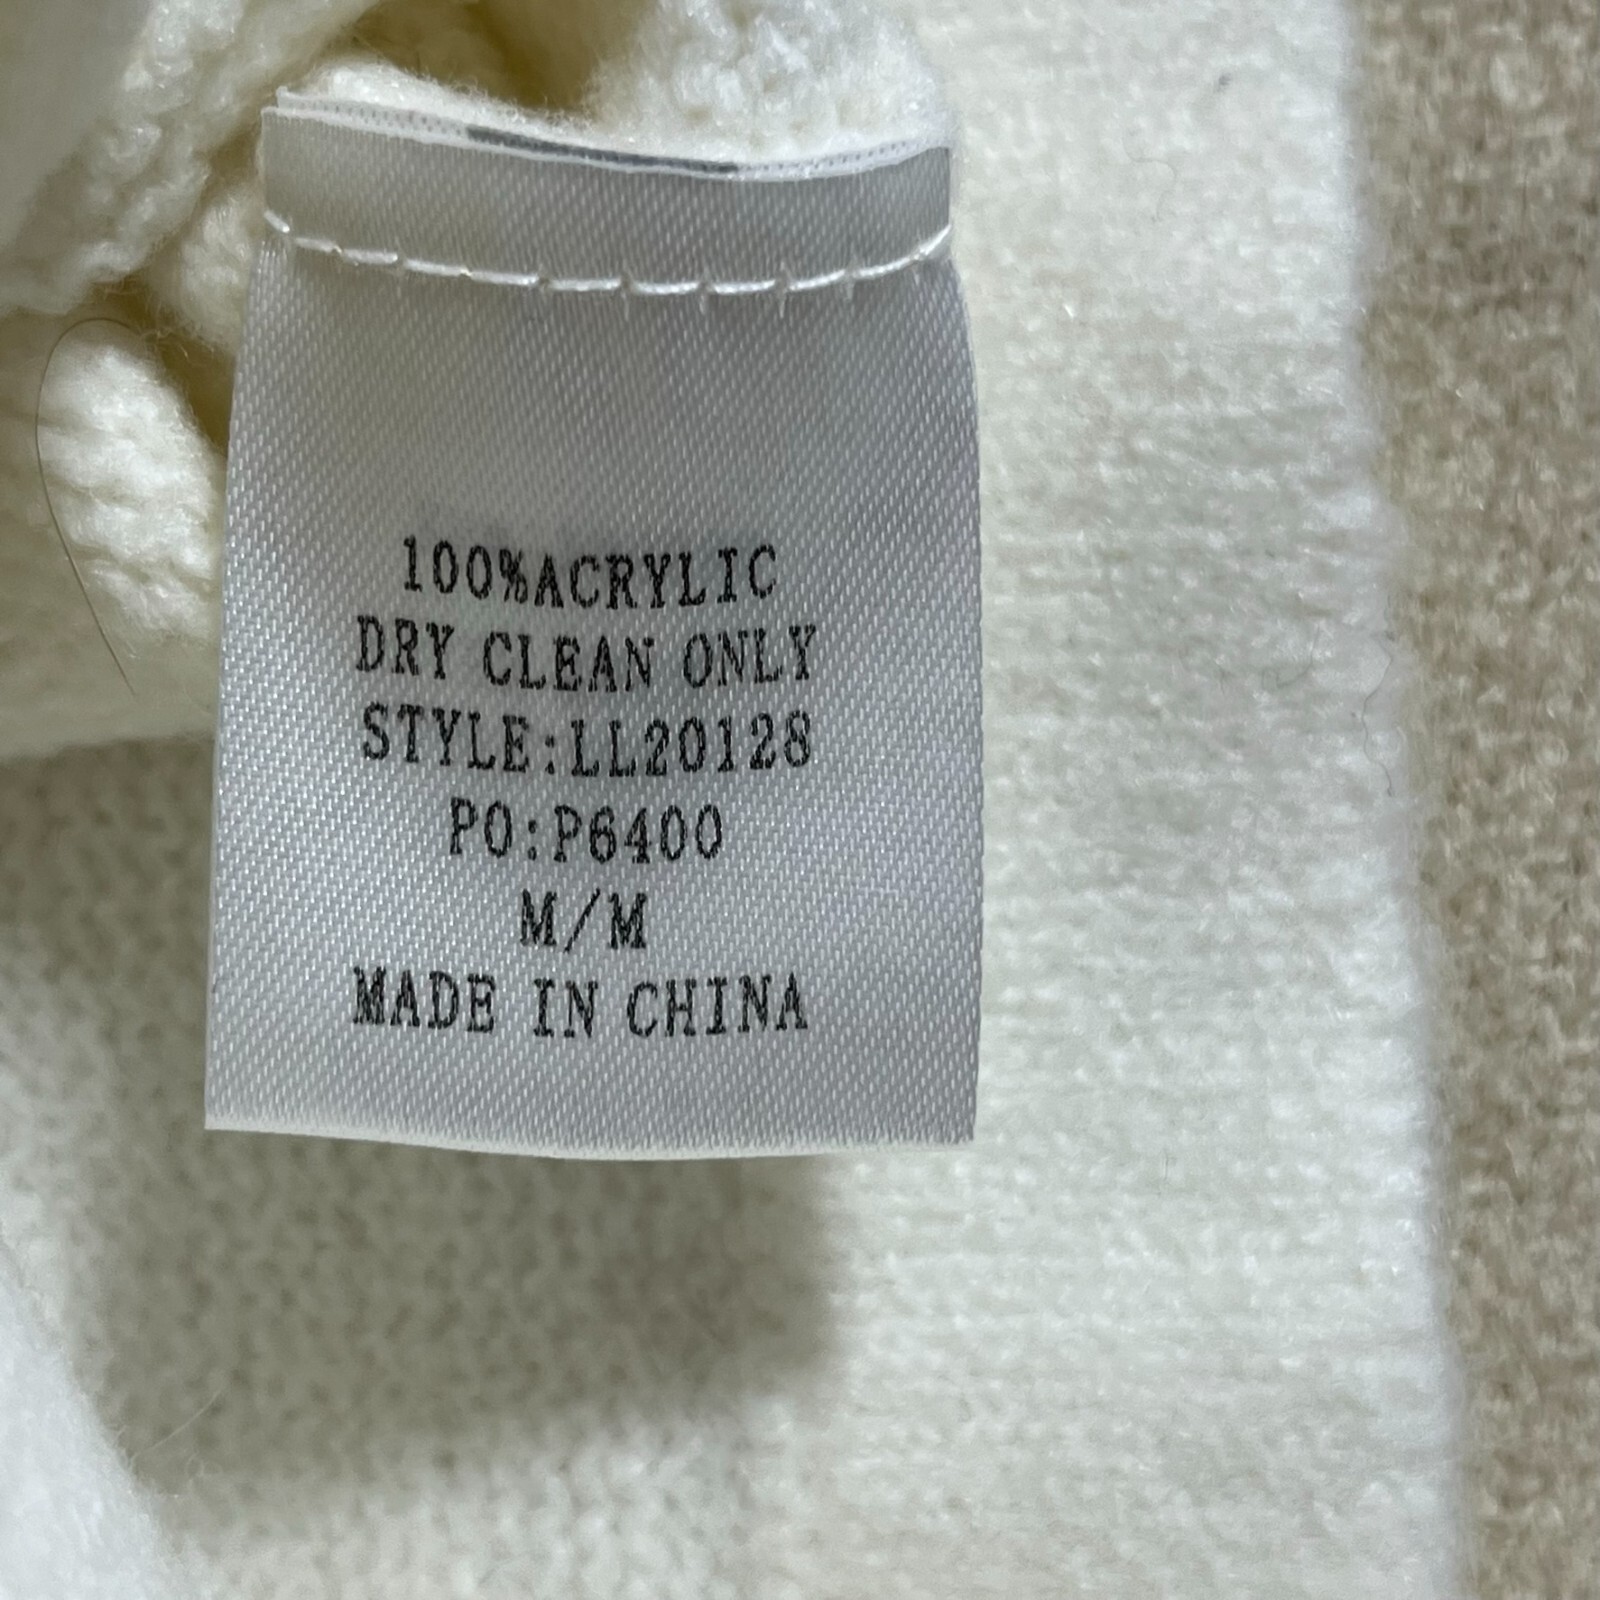 100%ACRYLIC
DRY CLEAN ONLY
STYLE:LL20128
PO:P6400
M/M
MADE IN CHINA